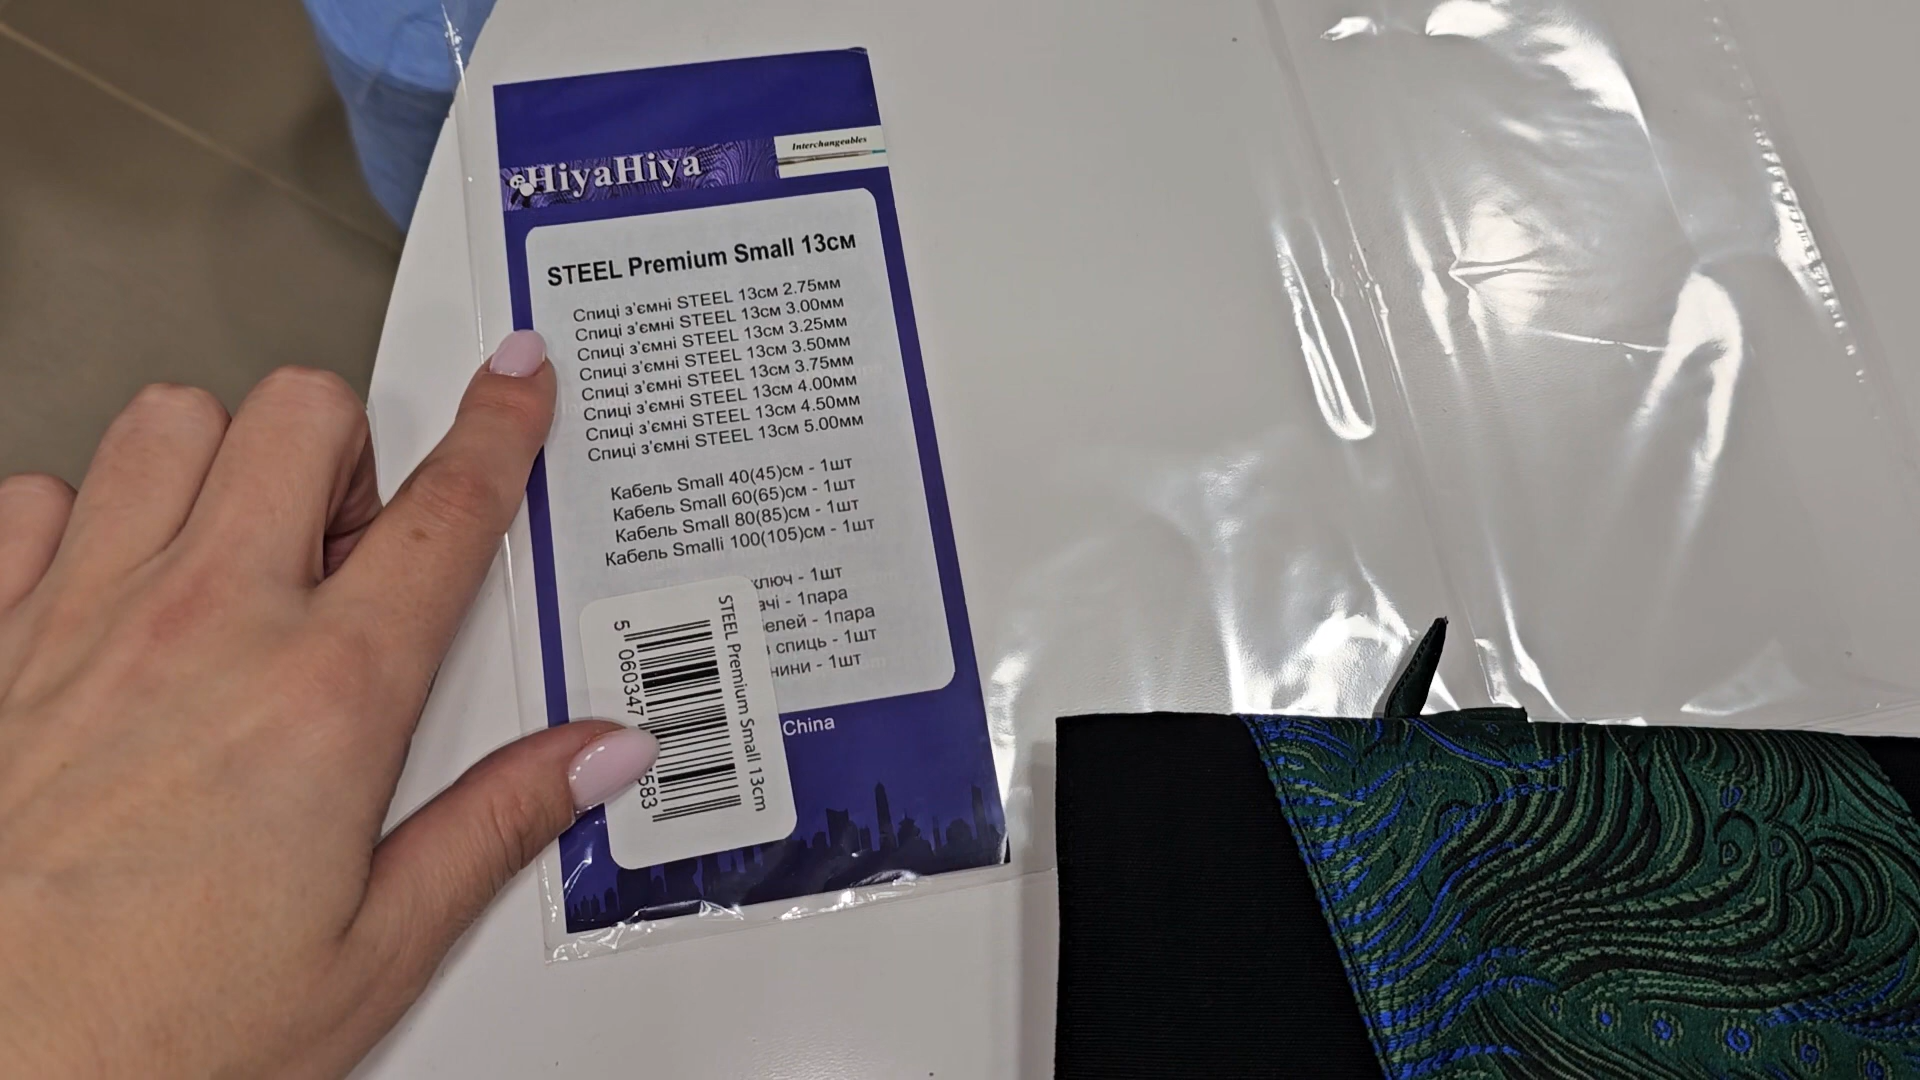 Interchangeables
HiyaHiya
STEEL Premium Small 13см
Спиці з'ємні STEEL 13см 2.75мм
Спиці з'ємні STEEL 13см 3.00мм
Спиці з'ємні STEEL 13см 3.25мм
Спиці з'ємні STEEL 13см 3.50мм
Спиці з'ємні STEEL 13см 3.75мм
Спиці з'ємні STEEL 13см 4.00мм
Спиці з'ємні STEEL 13см 4.50мм
Спиці з'ємні STEEL 13см 5.00мм
Кабель Small 40(45)см - 1шт
Кабель Small 60(65)см - 1шт
Кабель Small 80(85)см - 1шт
Кабель Smalli 100(105)см - 1шт
ключ - 1шт
- 1пара
- 1пара
спиць - 1шт
- 1шт
China
STEEL Premium Small 13cm
5 060347